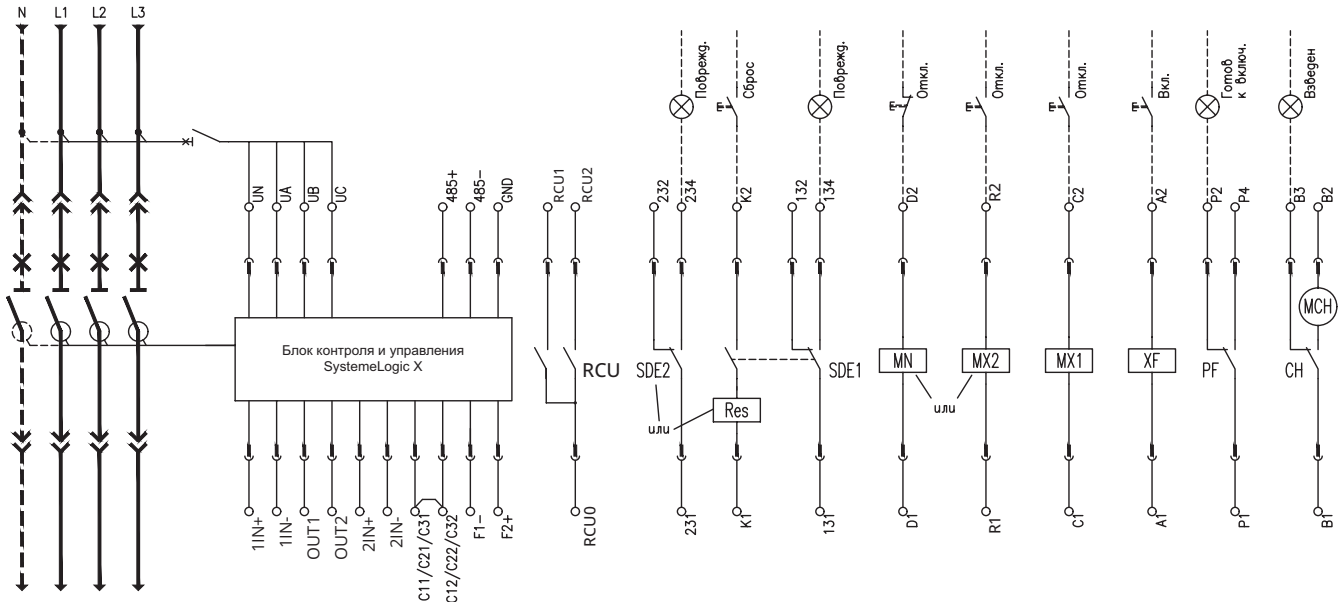 N
L1
L2
L3
Поврежд.
Сброс
Поврежд.
Откл.
Откл.
Откл.
Вкл.
Готов
к включ.
Взведен
UN
UA
UB
UC
485+
485-
GND
RCU1
RCU2
232
234
K2
132
134
D2
R2
C2
A2
P2
P4
B3
B2
MCH
Блок контроля и управления
SystemeLogic X
RCU
SDE2
SDE1
MN
MX2
MX1
XF
PF
CH
Res
или
или
1IN+
1IN-
OUT1
OUT2
2IN+
2IN-
C11/C21/C31
C12/C22/C32
F1-
F2+
RCU0
231
K1
131
D1
R1
C1
A1
P1
B1